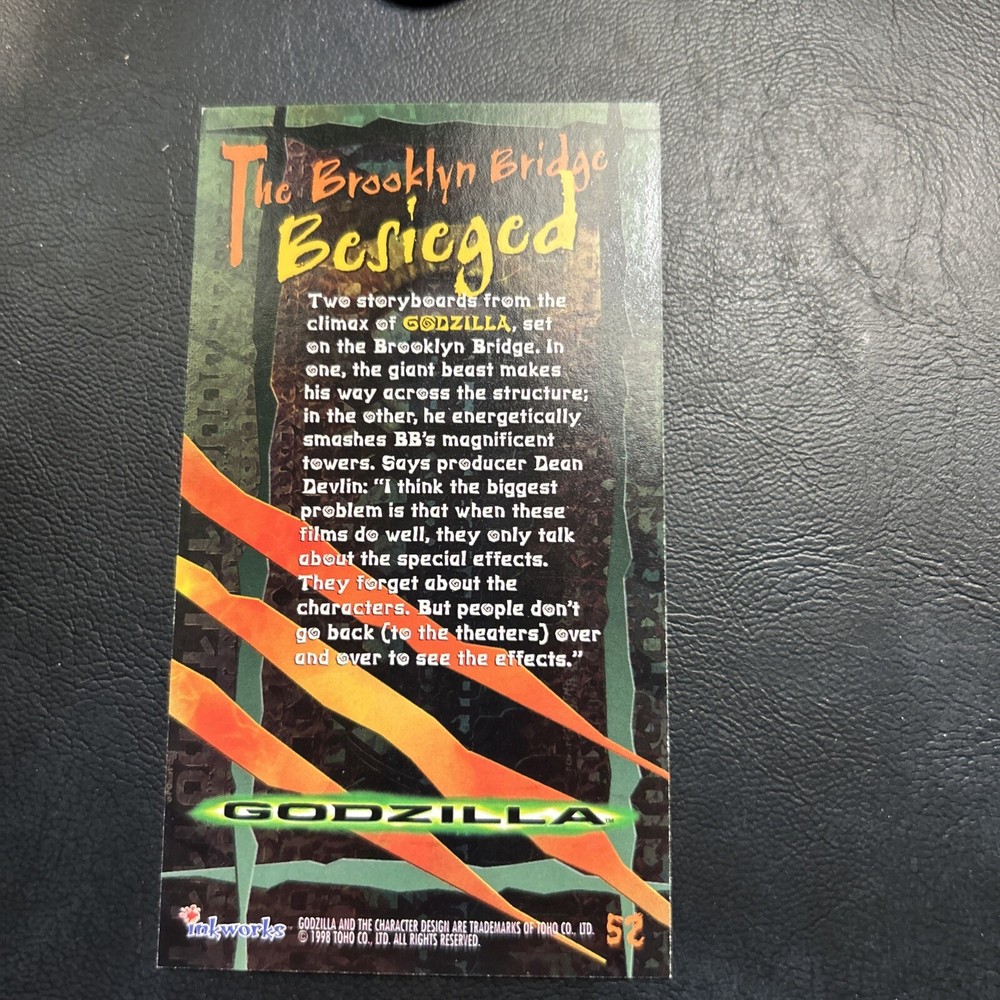 The Brooklyn Bridge
Besieged
Two storyboards from the
climax of GODZILLA, set
on the Brooklyn Bridge. In
one, the giant beast makes
his way across the structure;
in the other, he energetically
smashes BB's magnificent
towers. Says producer Dean
Devlin: "I think the biggest
problem is that when these
films do well, they only talk
about the special effects.
They forget about the
characters. But people don't
go back (to the theaters) over
and over to see the effects."
GODZILLA™
inkworks™
GODZILLA AND THE CHARACTER DESIGN ARE TRADEMARKS OF TOHO CO., LTD.
© 1998 TOHO CO., LTD. ALL RIGHTS RESERVED.
52